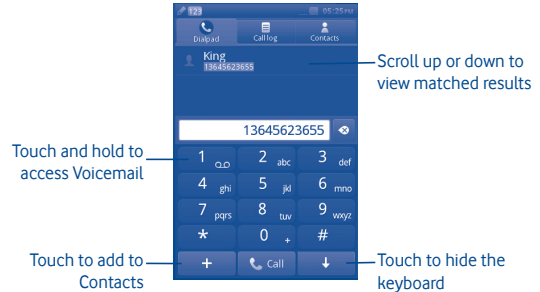 123 05:25PM
Dialpad Call log Contacts
King
13645623655
Scroll up or down to
view matched results
13645623655
Touch and hold to
access Voicemail
1 2 abc 3 def
4 ghi 5 jkl 6 mno
7 pqrs 8 tuv 9 wxyz
* 0 + #
Touch to add to
Contacts
+ Call
Touch to hide the
keyboard